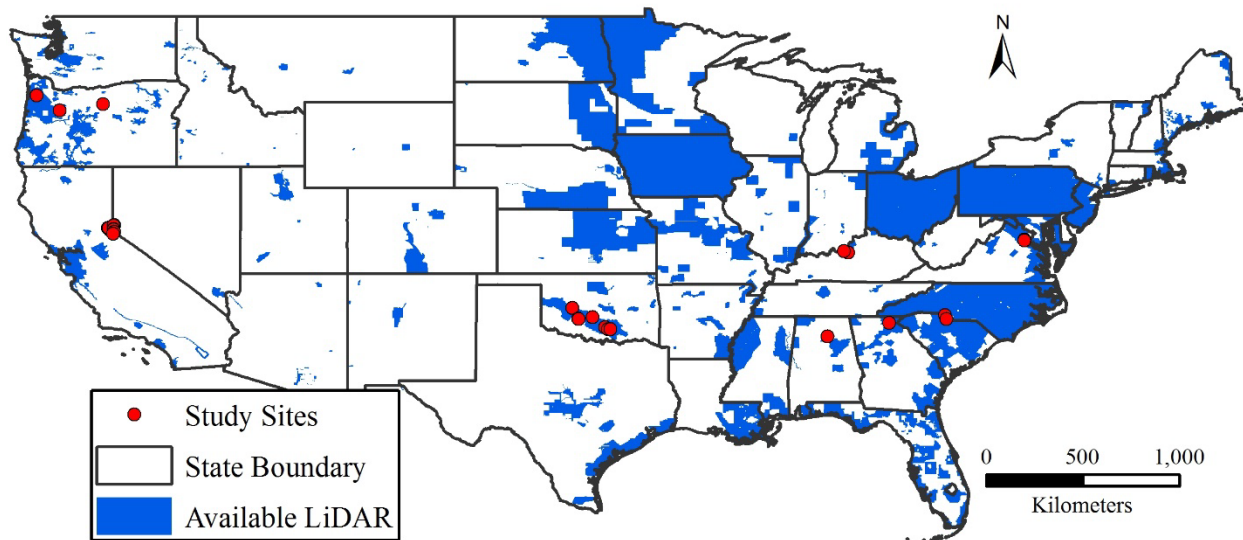 N
Study Sites
State Boundary
Available LiDAR
0 500 1,000
Kilometers